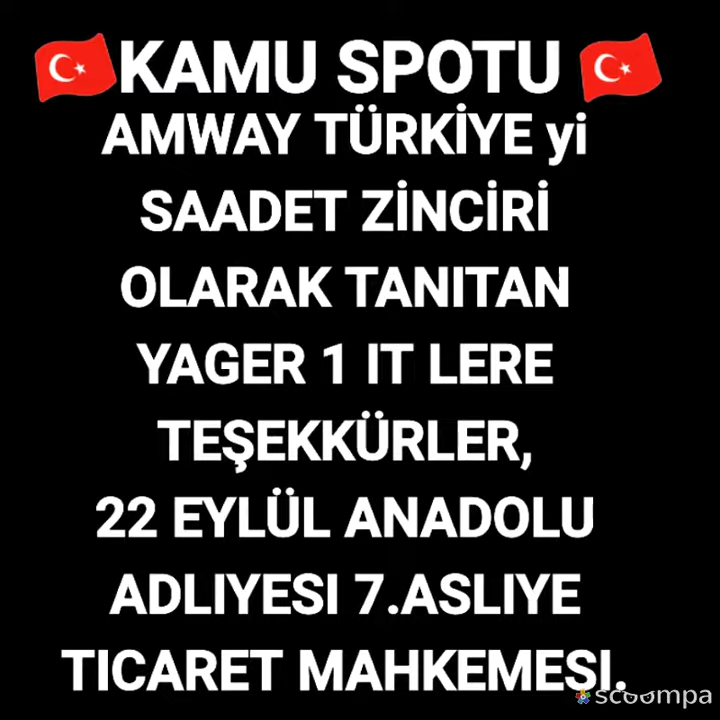 🇹🇷KAMU SPOTU🇹🇷
AMWAY TÜRKİYE yi
SAADET ZİNCİRİ
OLARAK TANITAN
YAGER 1 IT LERE
TEŞEKKÜRLER,
22 EYLÜL ANADOLU
ADLIYESI 7.ASLIYE
TICARET MAHKEMESI.
scoompa